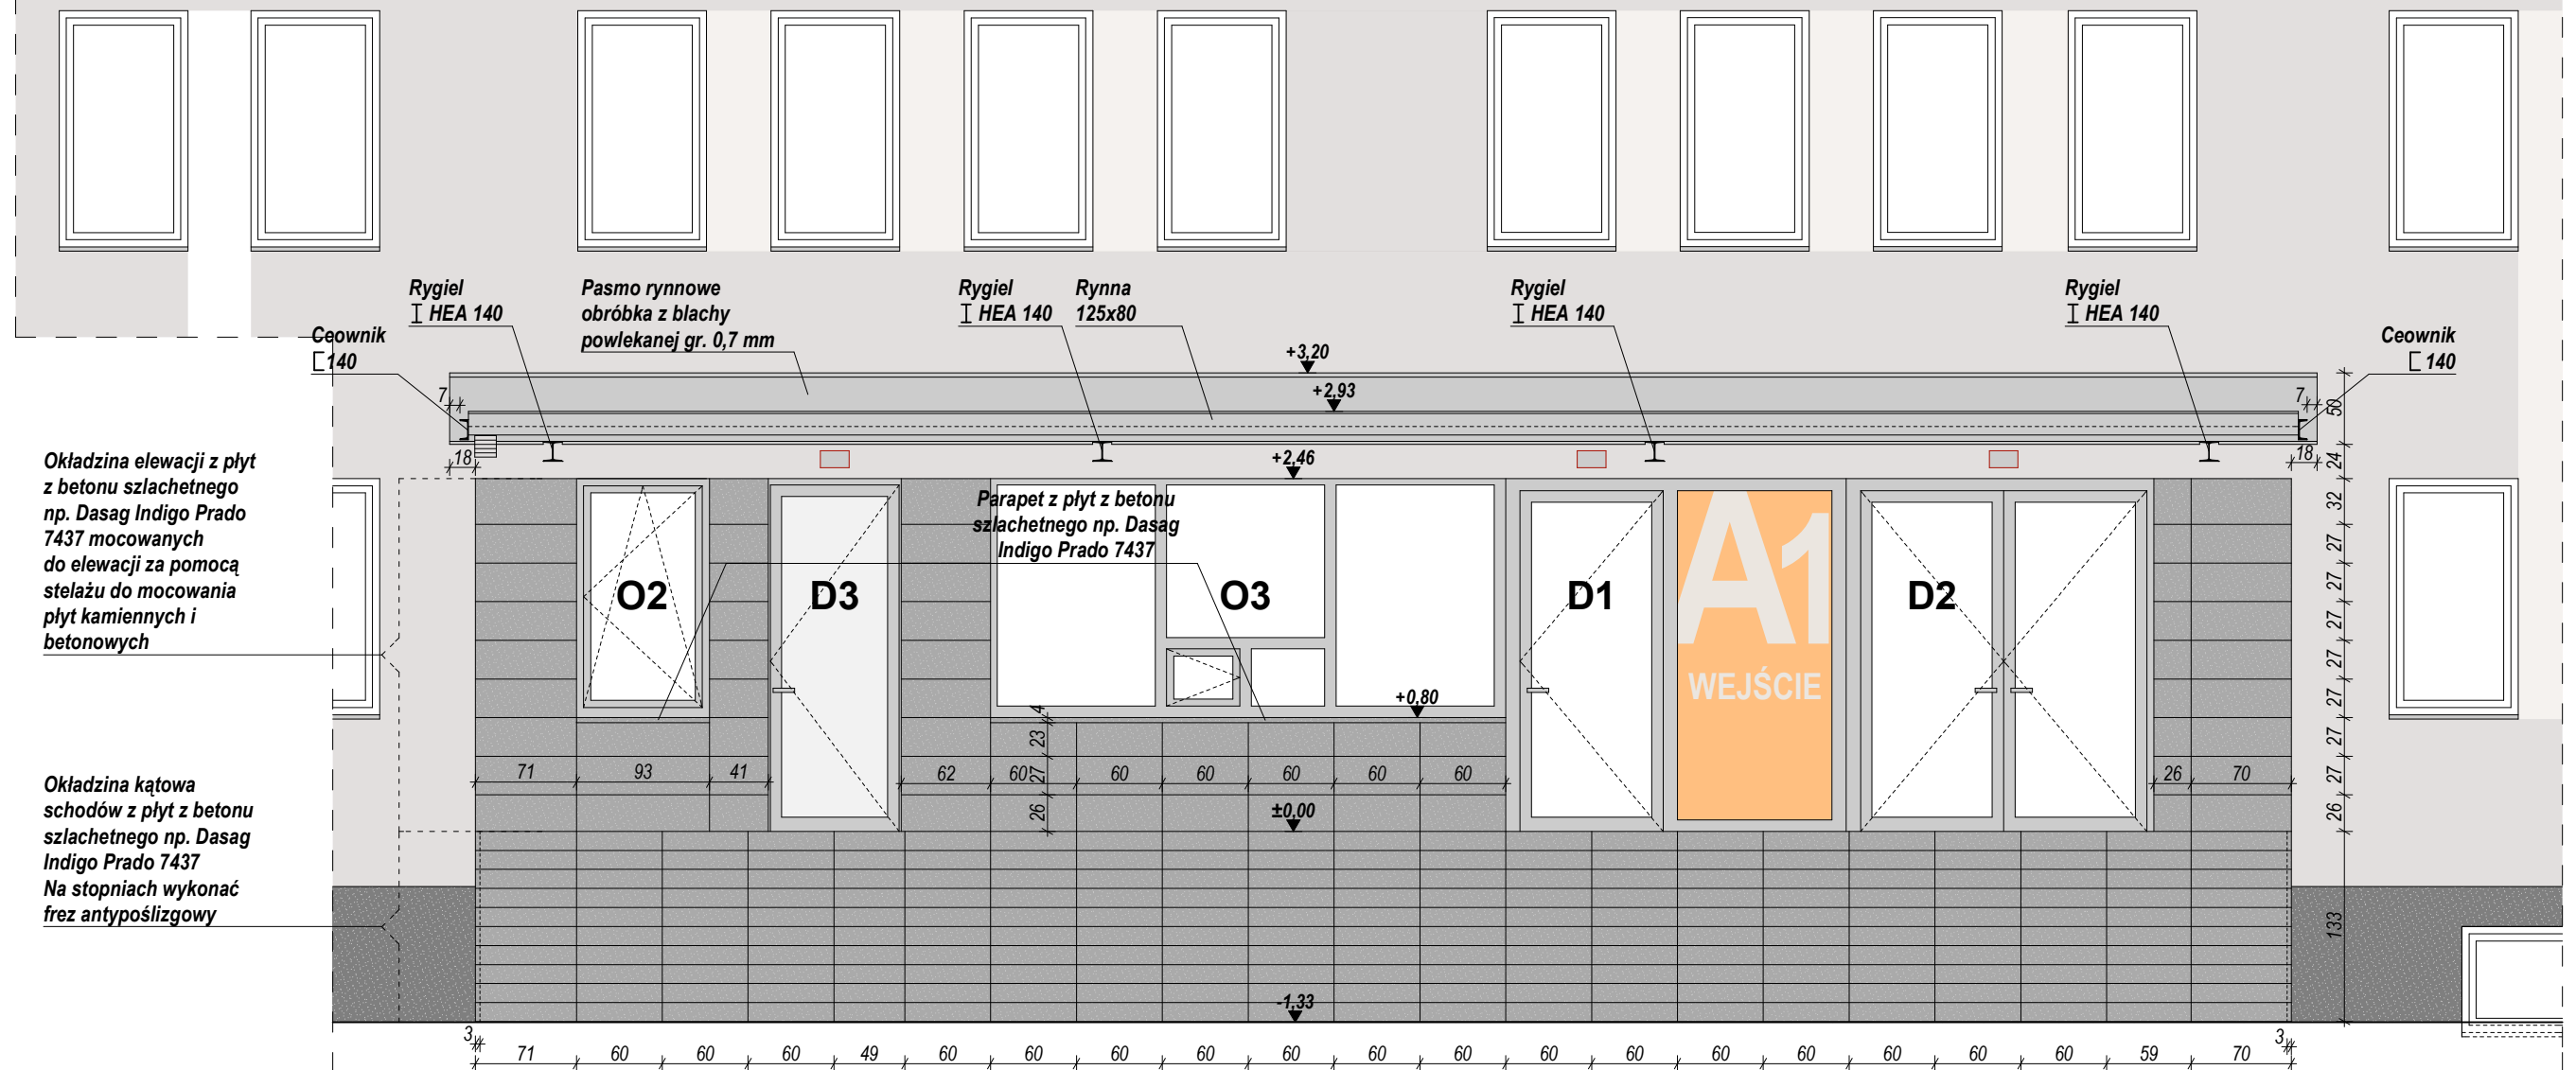 Rygiel
HEA 140
Pasmo rynnowe
obróbka z blachy
powlekanej gr. 0,7 mm
Rygiel
HEA 140
Rynna
125x80
Rygiel
HEA 140
Rygiel
HEA 140
Ceownik
140
Ceownik
140
+3,20
+2,93
7
7
50
18
18
24
+2,46
Okładzina elewacji z płyt
z betonu szlachetnego
np. Dasag Indigo Prado
7437 mocowanych
do elewacji za pomocą
stelażu do mocowania
płyt kamiennych i
betonowych
Parapet z płyt z betonu
szlachetnego np. Dasag
Indigo Prado 7437
O2
D3
O3
D1
A1
WEJŚCIE
D2
32
27
27
27
27
27
27
27
26
133
+0,80
4
23
27
26
71
93
41
62
60
60
60
60
60
60
26
70
±0,00
Okładzina kątowa
schodów z płyt z betonu
szlachetnego np. Dasag
Indigo Prado 7437
Na stopniach wykonać
frez antypoślizgowy
-1,33
3
3
71
60
60
60
49
60
60
60
60
60
60
60
60
60
60
60
60
60
59
70